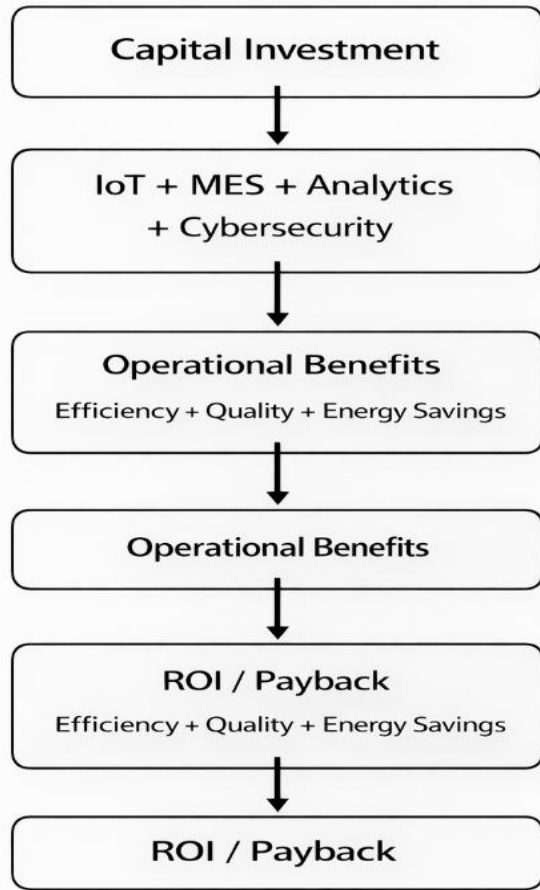 Capital Investment
IoT + MES + Analytics
+ Cybersecurity
Operational Benefits
Efficiency + Quality + Energy Savings
Operational Benefits
ROI / Payback
Efficiency + Quality + Energy Savings
ROI / Payback